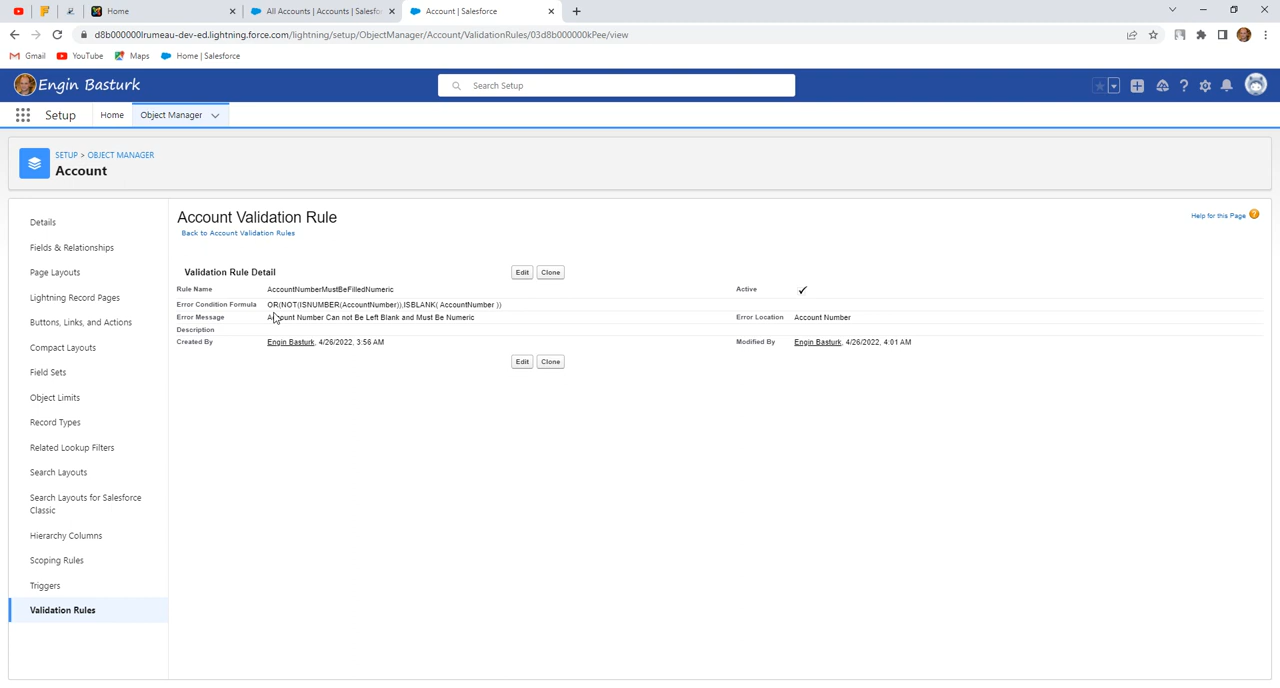 Home
All Accounts | Accounts | Salesfo
Account | Salesforce
d8b000000lrumeau-dev-ed.lightning.force.com/lightning/setup/ObjectManager/Account/ValidationRules/03d8b000000kPee/view
Gmail
YouTube
Maps
Home | Salesforce
Engin Basturk
Search Setup
Setup
Home
Object Manager
SETUP > OBJECT MANAGER
Account
Details
Fields & Relationships
Page Layouts
Lightning Record Pages
Buttons, Links, and Actions
Compact Layouts
Field Sets
Object Limits
Record Types
Related Lookup Filters
Search Layouts
Search Layouts for Salesforce
Classic
Hierarchy Columns
Scoping Rules
Triggers
Validation Rules
Account Validation Rule
Back to Account Validation Rules
Help for this Page
Validation Rule Detail
Edit
Clone
Rule Name AccountNumberMustBeFilledNumeric
Active
Error Condition Formula OR(NOT(ISNUMBER(AccountNumber)),ISBLANK( AccountNumber ))
Error Message Account Number Can not Be Left Blank and Must Be Numeric
Error Location Account Number
Description
Created By Engin Basturk, 4/26/2022, 3:56 AM
Modified By Engin Basturk, 4/26/2022, 4:01 AM
Edit
Clone